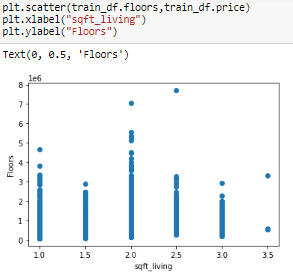 plt.scatter(train_df.floors,train_df.price)
plt.xlabel("sqft_living")
plt.ylabel("Floors")
Text(0, 0.5, 'Floors')
1e6
8
7
6
5
4
3
2
1
0
Floors
1.0 1.5 2.0 2.5 3.0 3.5
sqft_living